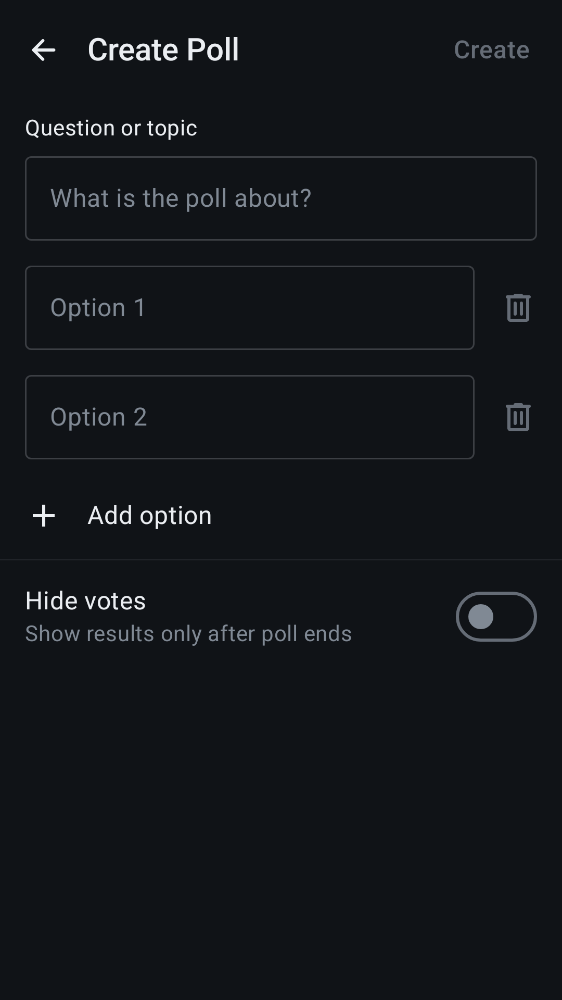 Create Poll
Create
Question or topic
What is the poll about?
Option 1
Option 2
Add option
Hide votes
Show results only after poll ends